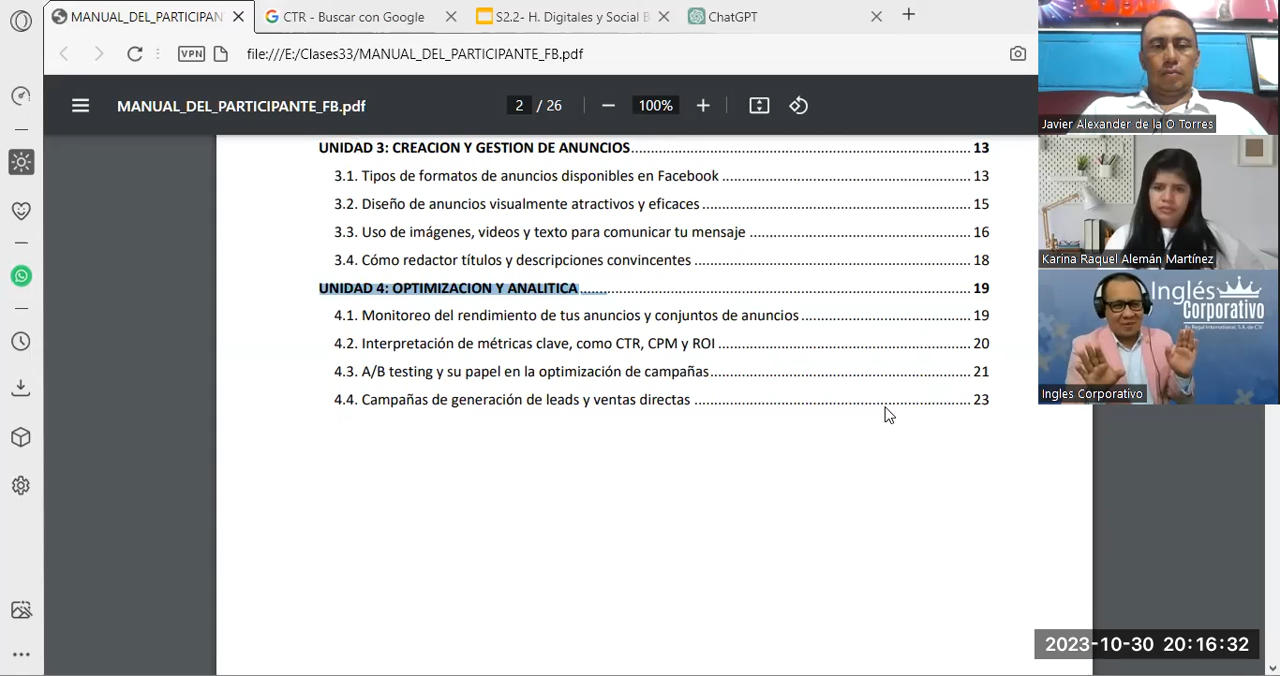 MANUAL_DEL_PARTICIPAN
CTR - Buscar con Google
S2.2- H. Digitales y Social B
ChatGPT
VPN
file:///E:/Clases33/MANUAL_DEL_PARTICIPANTE_FB.pdf
MANUAL_DEL_PARTICIPANTE_FB.pdf
2 / 26
100%
UNIDAD 3: CREACION Y GESTION DE ANUNCIOS 13
3.1. Tipos de formatos de anuncios disponibles en Facebook 13
3.2. Diseño de anuncios visualmente atractivos y eficaces 15
3.3. Uso de imágenes, videos y texto para comunicar tu mensaje 16
3.4. Cómo redactar títulos y descripciones convincentes 18
UNIDAD 4: OPTIMIZACION Y ANALITICA 19
4.1. Monitoreo del rendimiento de tus anuncios y conjuntos de anuncios 19
4.2. Interpretación de métricas clave, como CTR, CPM y ROI 20
4.3. A/B testing y su papel en la optimización de campañas 21
4.4. Campañas de generación de leads y ventas directas 23
Javier Alexander de la O Torres
Karina Raquel Alemán Martínez
Inglés
Corporativo
By Regal International, S.A. de C.V.
Ingles Corporativo
2023-10-30 20:16:32